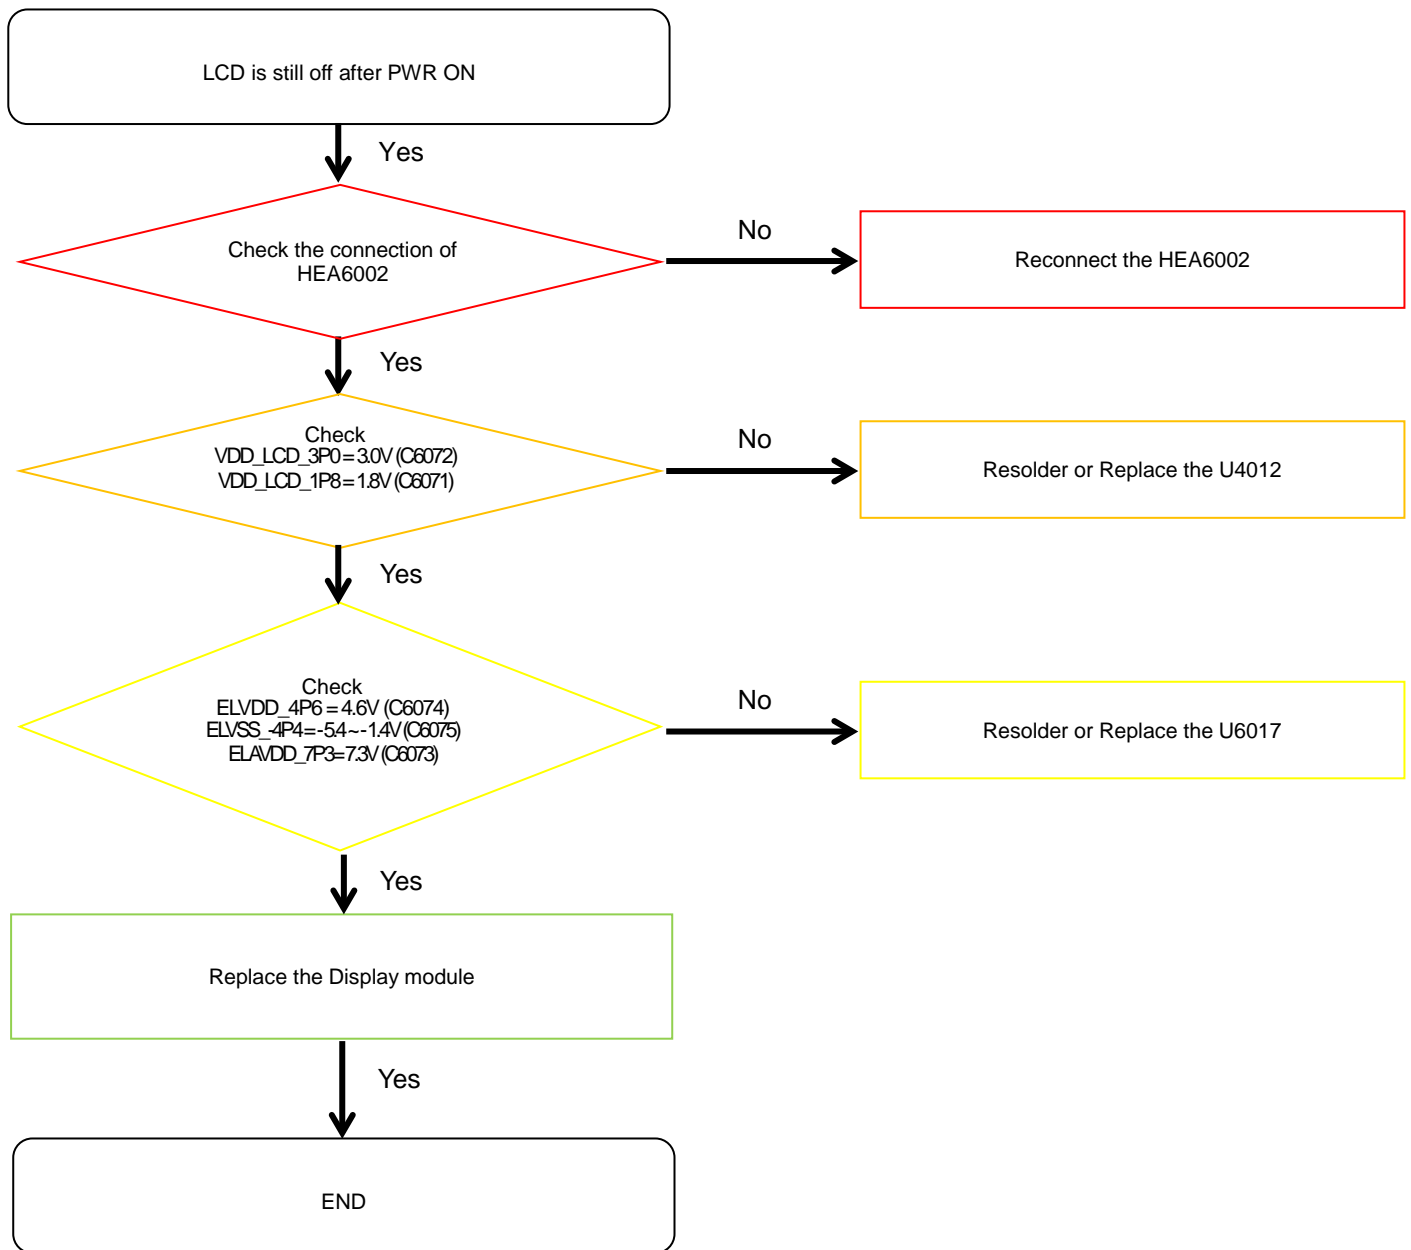 LCD is still off after PWR ON
Yes
Check the connection of
HEA6002
No
Reconnect the HEA6002
Yes
Check
VDD_LCD_3P0 = 3.0V (C6072)
VDD_LCD_1P8 = 1.8V (C6071)
No
Resolder or Replace the U4012
Yes
Check
ELVDD_4P6 = 4.6V (C6074)
ELVSS_-4P4 = -5.4 ~ -1.4V (C6075)
ELAVDD_7P3= 7.3V (C6073)
No
Resolder or Replace the U6017
Yes
Replace the Display module
Yes
END